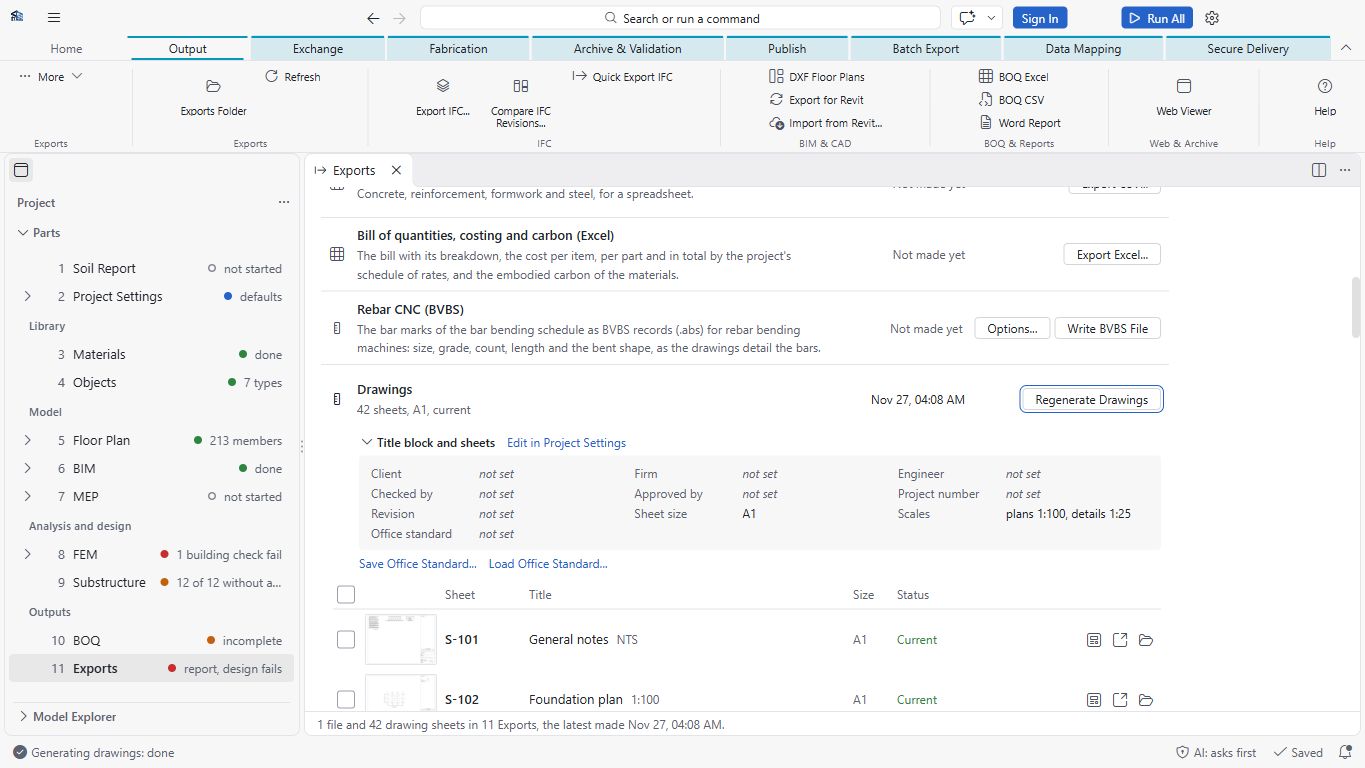 Search or run a command
Sign In
Run All
Home
Output
Exchange
Fabrication
Archive & Validation
Publish
Batch Export
Data Mapping
Secure Delivery
More
Exports
Exports Folder
Refresh
Exports
Export IFC...
Compare IFC
Revisions...
Quick Export IFC
IFC
DXF Floor Plans
Export for Revit
Import from Revit...
BIM & CAD
BOQ Excel
BOQ CSV
Word Report
BOQ & Reports
Web Viewer
Web & Archive
Help
Help
Project
Parts
1 Soil Report not started
2 Project Settings defaults
Library
3 Materials done
4 Objects 7 types
Model
5 Floor Plan 213 members
6 BIM done
7 MEP not started
Analysis and design
8 FEM 1 building check fail
9 Substructure 12 of 12 without a...
Outputs
10 BOQ incomplete
11 Exports report, design fails
Model Explorer
Exports
Concrete, reinforcement, formwork and steel, for a spreadsheet.
Bill of quantities, costing and carbon (Excel)
The bill with its breakdown, the cost per item, per part and in total by the project's
schedule of rates, and the embodied carbon of the materials.
Not made yet
Export Excel...
Rebar CNC (BVBS)
The bar marks of the bar bending schedule as BVBS records (.abs) for rebar bending
machines: size, grade, count, length and the bent shape, as the drawings detail the bars.
Not made yet
Options...
Write BVBS File
Drawings
42 sheets, A1, current
Nov 27, 04:08 AM
Regenerate Drawings
Title block and sheets Edit in Project Settings
Client not set Firm not set Engineer not set
Checked by not set Approved by not set Project number not set
Revision not set Sheet size A1 Scales plans 1:100, details 1:25
Office standard not set
Save Office Standard... Load Office Standard...
Sheet Title Size Status
S-101 General notes NTS A1 Current
S-102 Foundation plan 1:100 A1 Current
1 file and 42 drawing sheets in 11 Exports, the latest made Nov 27, 04:08 AM.
Generating drawings: done
AI: asks first
Saved